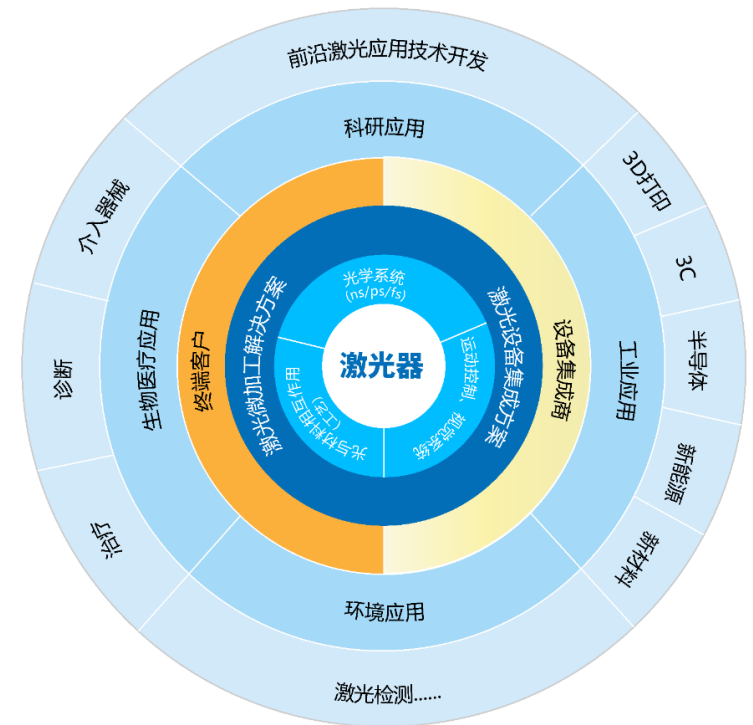 前沿激光应用技术开发
科研应用
3D打印
3C
半导体
新能源
新材料
工业应用
介入器械
诊断
治疗
生物医疗应用
终端客户
设备集成商
激光微加工解决方案
激光设备集成方案
光学系统
(ns/ps/fs)
激光器
运动控制、视觉系统
光与材料相互作用
(工艺)
环境应用
激光检测......